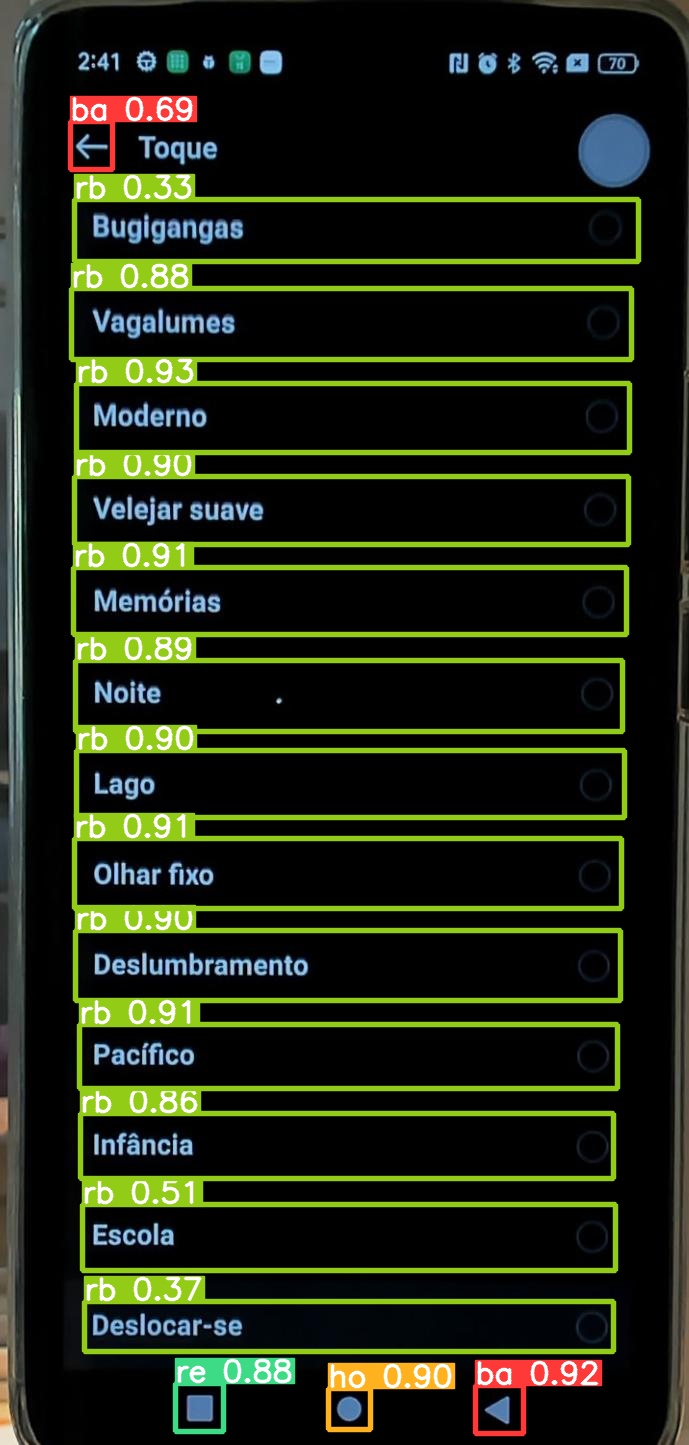 2:41 70
ba 0.69
Toque
rb 0.33
Bugigangas
rb 0.88
Vagalumes
rb 0.93
Moderno
rb 0.90
Velejar suave
rb 0.91
Memórias
rb 0.89
Noite
rb 0.90
Lago
rb 0.91
Olhar fixo
rb 0.90
Deslumbramento
rb 0.91
Pacífico
rb 0.86
Infância
rb 0.51
Escola
rb 0.37
Deslocar-se
re 0.88 ho 0.90 ba 0.92